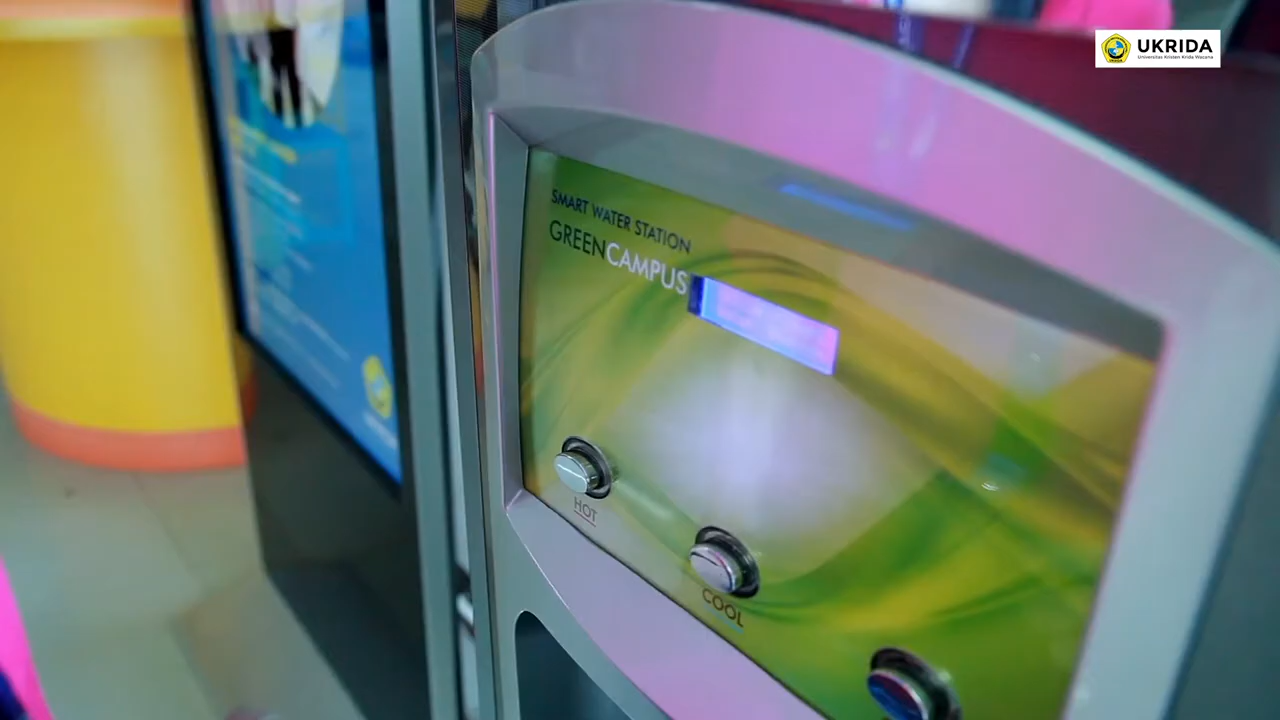 UKRIDA
Universitas Kristen Krida Wacana
SMART WATER STATION
GREENCAMPUS
HOT
COOL